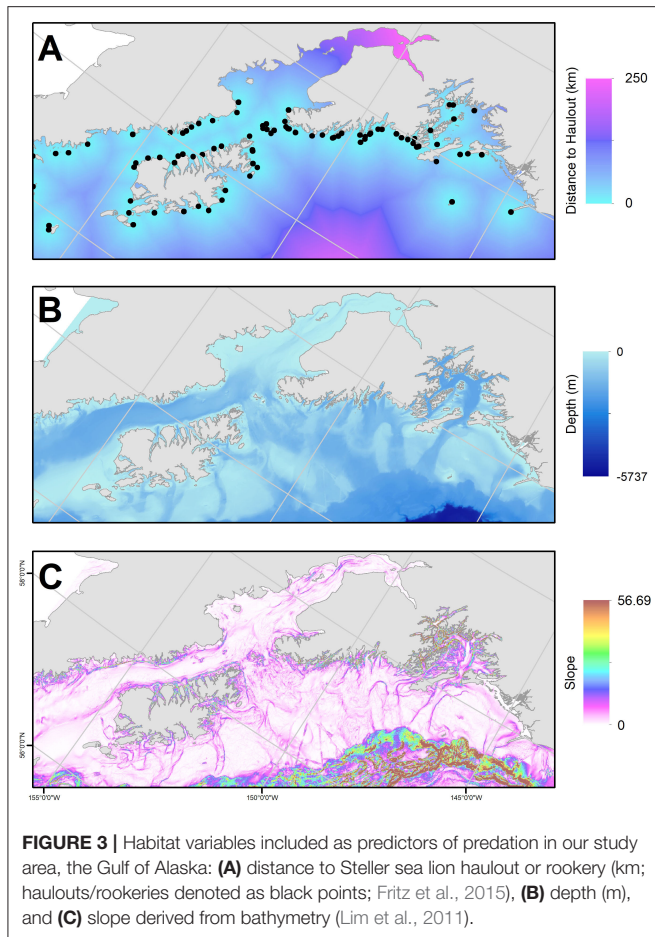 A
250
Distance to Haulout (km)
0
B
0
Depth (m)
-5737
C
58°0'0"N
56.69
Slope
0
56°0'0"N
155°0'0"W
150°0'0"W
145°0'0"W
FIGURE 3 | Habitat variables included as predictors of predation in our study
area, the Gulf of Alaska: (A) distance to Steller sea lion haulout or rookery (km;
haulouts/rookeries denoted as black points; Fritz et al., 2015), (B) depth (m),
and (C) slope derived from bathymetry (Lim et al., 2011).